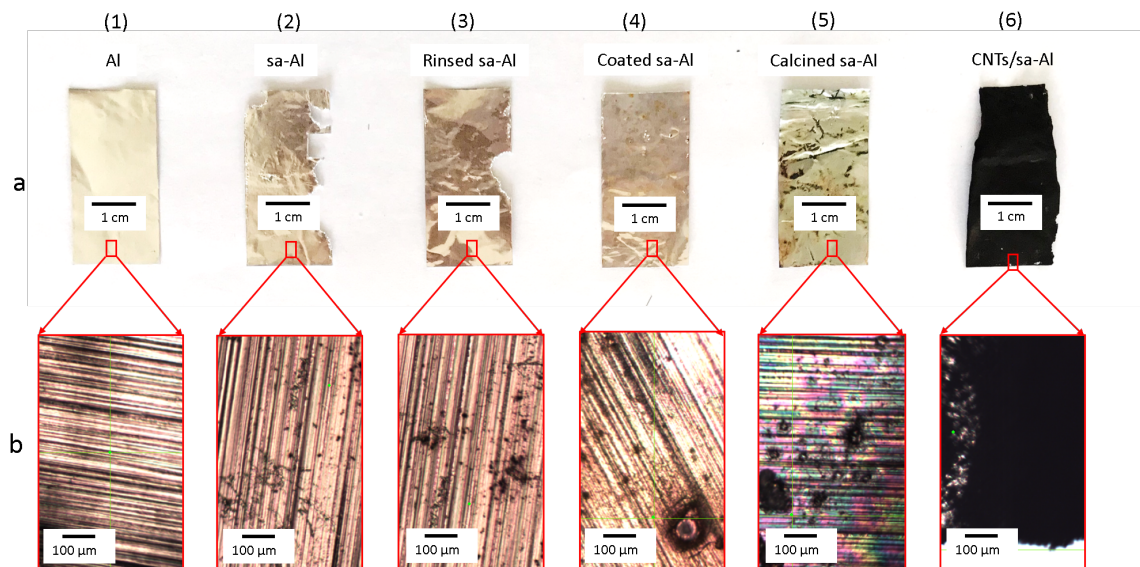 (1) (2) (3) (4) (5) (6)
Al sa-Al Rinsed sa-Al Coated sa-Al Calcined sa-Al CNTs/sa-Al
a
1 cm 1 cm 1 cm 1 cm 1 cm 1 cm
b
100 µm 100 µm 100 µm 100 µm 100 µm 100 µm